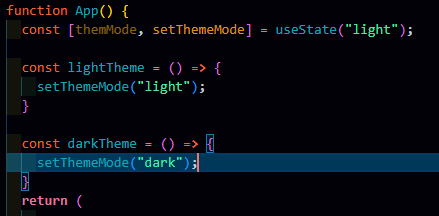 function App() {
const [themMode, setThemeMode] = useState("light");
const lightTheme = () => {
setThemeMode("light");
}
const darkTheme = () => {
setThemeMode("dark");
}
return (